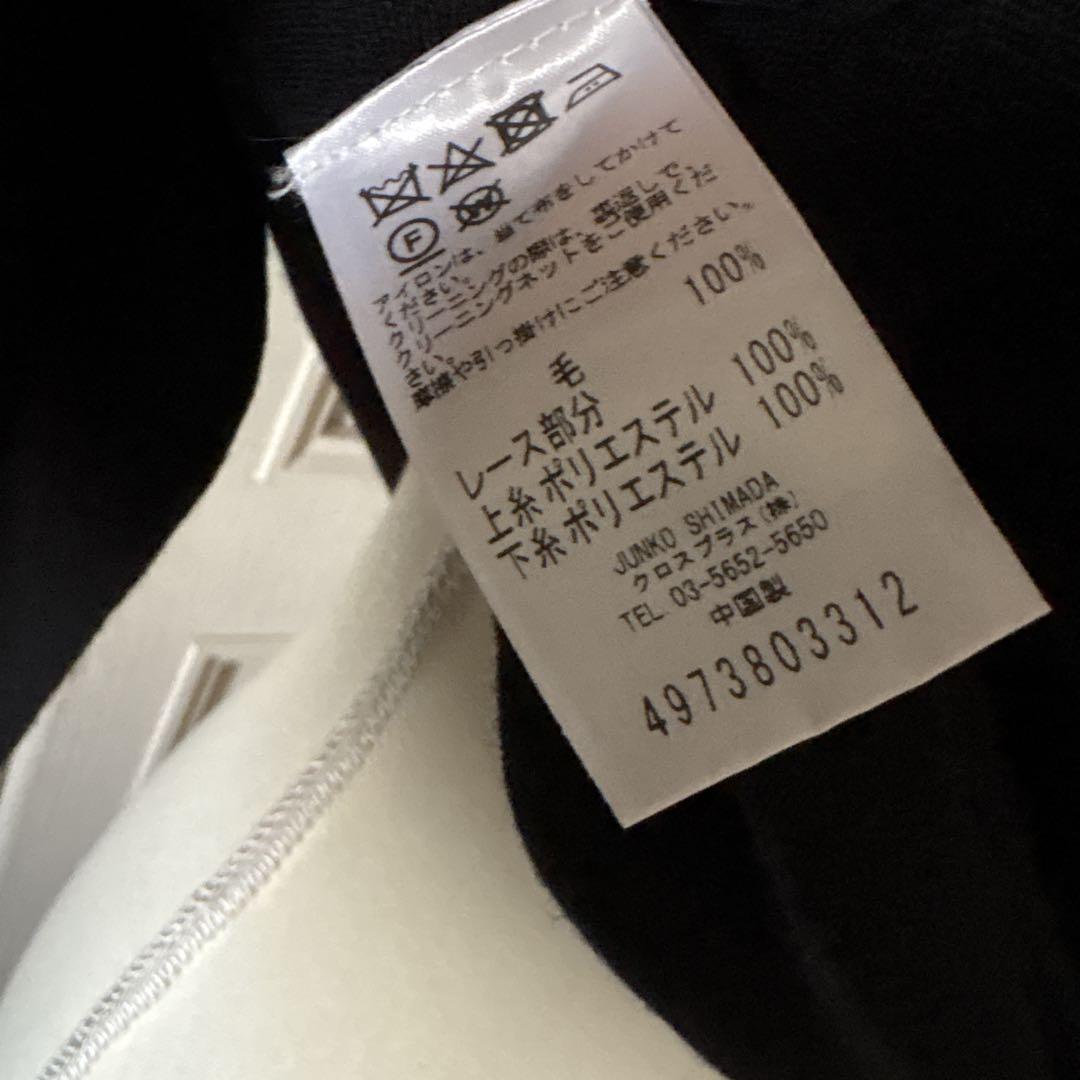 F
W
アイロンは、当て布をしてかけて
ください。
クリーニングの際は、裏返しで、
クリーニングネットをご使用くだ
さい。
摩擦や引っ掛けにご注意ください。
毛 100%
レース部分
上糸 ポリエステル 100%
下糸 ポリエステル 100%
JUNKO SHIMADA
クロスプラス(株)
TEL. 03-5652-5650
中国製
4973803312